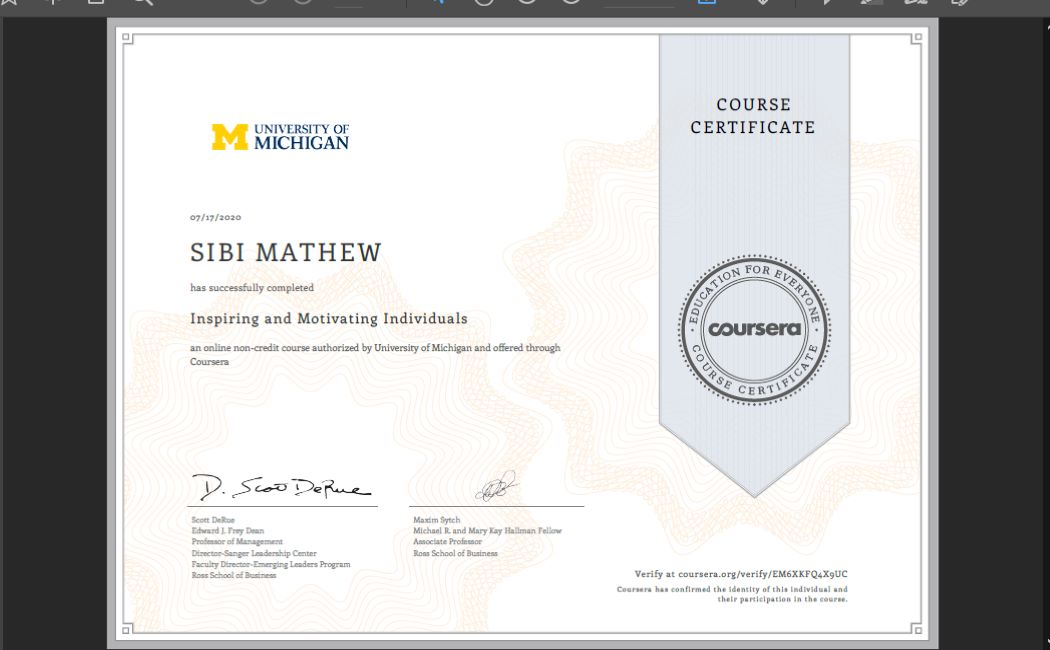 COURSE
CERTIFICATE
UNIVERSITY OF
MICHIGAN
07/17/2020
SIBI MATHEW
has successfully completed
Inspiring and Motivating Individuals
an online non-credit course authorized by University of Michigan and offered through
Coursera
EDUCATION FOR EVERYONE
coursera
COURSE CERTIFICATE
D. Scott DeRue
Scott DeRue
Edward J. Frey Dean
Professor of Management
Director-Sanger Leadership Center
Faculty Director-Emerging Leaders Program
Ross School of Business
Maxim Sytch
Michael R. and Mary Kay Hallman Fellow
Associate Professor
Ross School of Business
Verify at coursera.org/verify/EM6XKFQ4X9UC
Coursera has confirmed the identity of this individual and
their participation in the course.